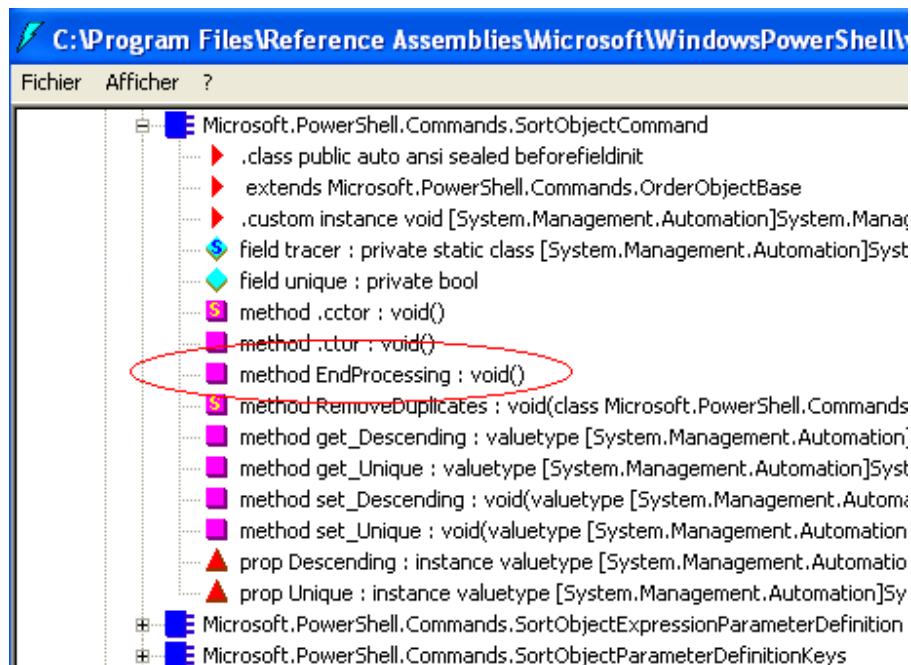 C:\Program Files\Reference Assemblies\Microsoft\WindowsPowerShell\
Fichier Afficher ?
Microsoft.PowerShell.Commands.SortObjectCommand
.class public auto ansi sealed beforefieldinit
extends Microsoft.PowerShell.Commands.OrderObjectBase
.custom instance void [System.Management.Automation]System.Manag
S field tracer : private static class [System.Management.Automation]Syst
field unique : private bool
S method .cctor : void()
method .ctor : void()
method EndProcessing : void()
S method RemoveDuplicates : void(class Microsoft.PowerShell.Commands
method get_Descending : valuetype [System.Management.Automation]
method get_Unique : valuetype [System.Management.Automation]Syst
method set_Descending : void(valuetype [System.Management.Automa
method set_Unique : void(valuetype [System.Management.Automation
prop Descending : instance valuetype [System.Management.Automatio
prop Unique : instance valuetype [System.Management.Automation]Sy
Microsoft.PowerShell.Commands.SortObjectExpressionParameterDefinition
Microsoft.PowerShell.Commands.SortObjectParameterDefinitionKeys